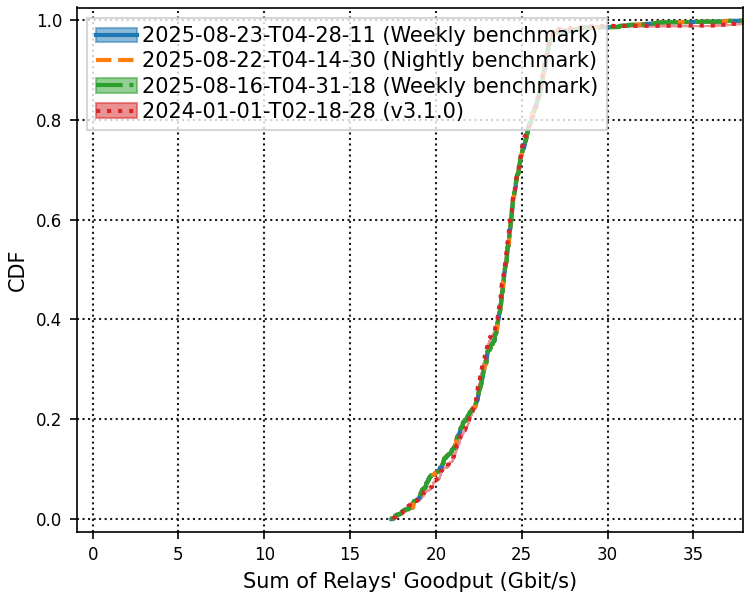 2025-08-23-T04-28-11 (Weekly benchmark)
2025-08-22-T04-14-30 (Nightly benchmark)
2025-08-16-T04-31-18 (Weekly benchmark)
2024-01-01-T02-18-28 (v3.1.0)
1.0
0.8
0.6
0.4
0.2
0.0
CDF
0 5 10 15 20 25 30 35
Sum of Relays' Goodput (Gbit/s)